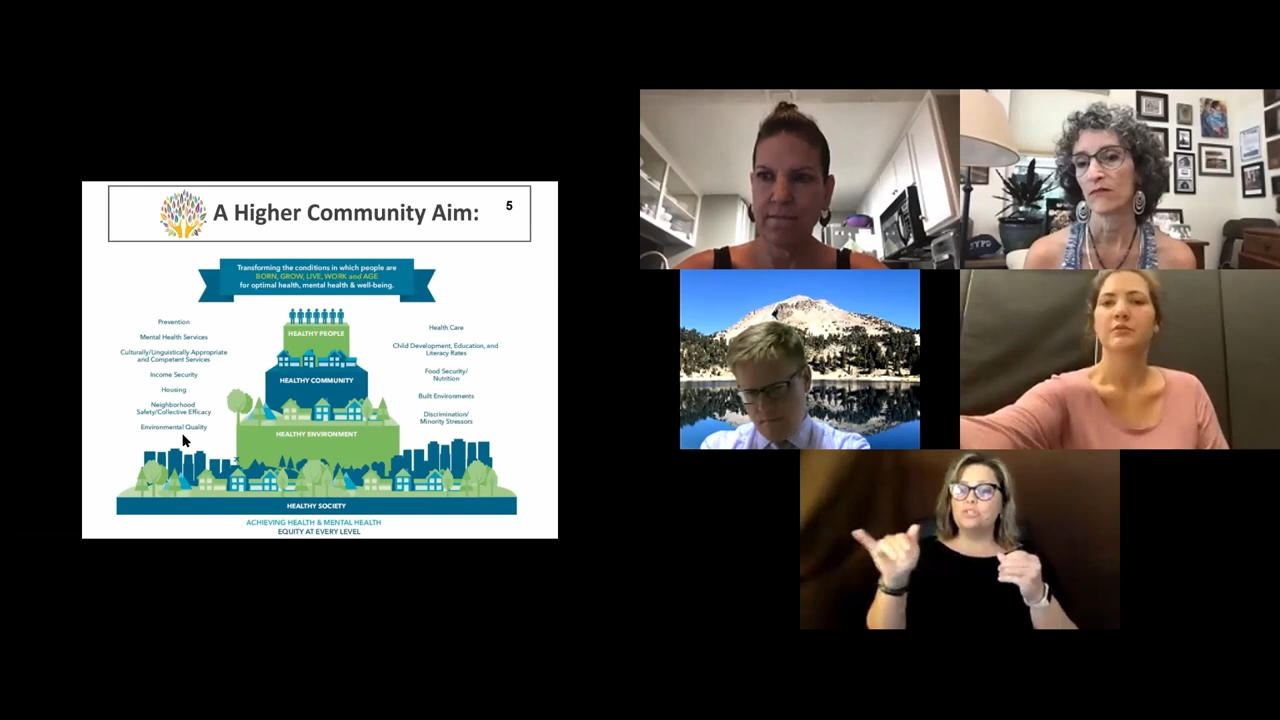 A Higher Community Aim:
5
Transforming the conditions in which people are
BORN, GROW, LIVE, WORK and AGE
for optimal health, mental health & well-being.
Prevention
Mental Health Services
Culturally/Linguistically Appropriate
and Competent Services
Income Security
Housing
Neighborhood
Safety/Collective Efficacy
Environmental Quality
HEALTHY PEOPLE
HEALTHY COMMUNITY
HEALTHY ENVIRONMENT
HEALTHY SOCIETY
Health Care
Child Development, Education, and
Literacy Rates
Food Security/
Nutrition
Built Environments
Discrimination/
Minority Stressors
ACHIEVING HEALTH & MENTAL HEALTH
EQUITY AT EVERY LEVEL
NYPD